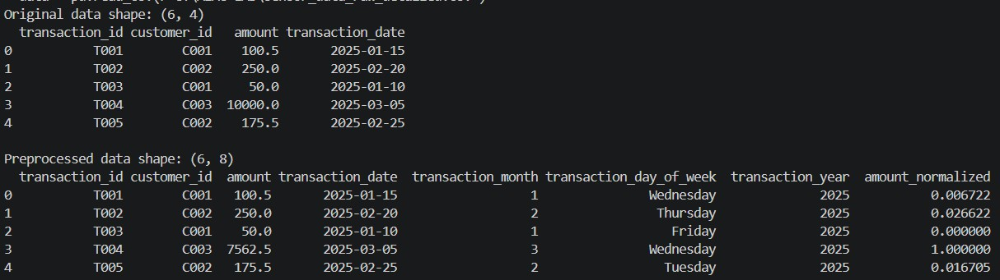 Original data shape: (6, 4)
transaction_id customer_id amount transaction_date
0 T001 C001 100.5 2025-01-15
1 T002 C002 250.0 2025-02-20
2 T003 C001 50.0 2025-01-10
3 T004 C003 10000.0 2025-03-05
4 T005 C002 175.5 2025-02-25
Preprocessed data shape: (6, 8)
transaction_id customer_id amount transaction_date transaction_month transaction_day_of_week transaction_year amount_normalized
0 T001 C001 100.5 2025-01-15 1 Wednesday 2025 0.006722
1 T002 C002 250.0 2025-02-20 2 Thursday 2025 0.026622
2 T003 C001 50.0 2025-01-10 1 Friday 2025 0.000000
3 T004 C003 7562.5 2025-03-05 3 Wednesday 2025 1.000000
4 T005 C002 175.5 2025-02-25 2 Tuesday 2025 0.016705